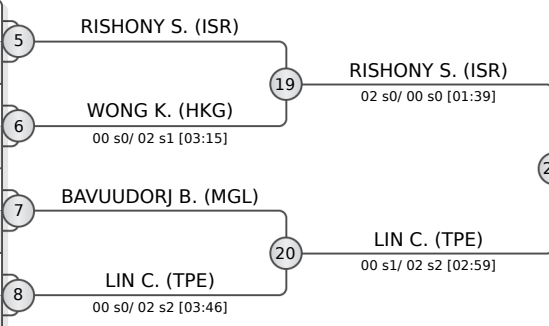 RISHONY S. (ISR)
5
19
RISHONY S. (ISR)
02 s0/ 00 s0 [01:39]
WONG K. (HKG)
6
00 s0/ 02 s1 [03:15]
BAVUUDORJ B. (MGL)
7
20
LIN C. (TPE)
00 s1/ 02 s2 [02:59]
LIN C. (TPE)
8
00 s0/ 02 s2 [03:46]